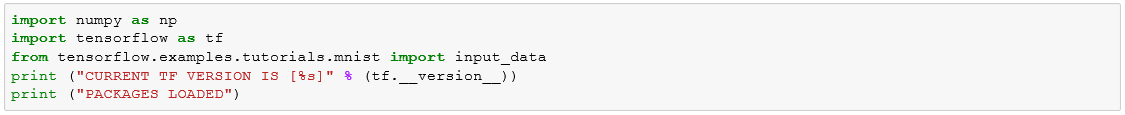 import numpy as np
import tensorflow as tf
from tensorflow.examples.tutorials.mnist import input_data
print ("CURRENT TF VERSION IS [%s]" % (tf.__version__))
print ("PACKAGES LOADED")